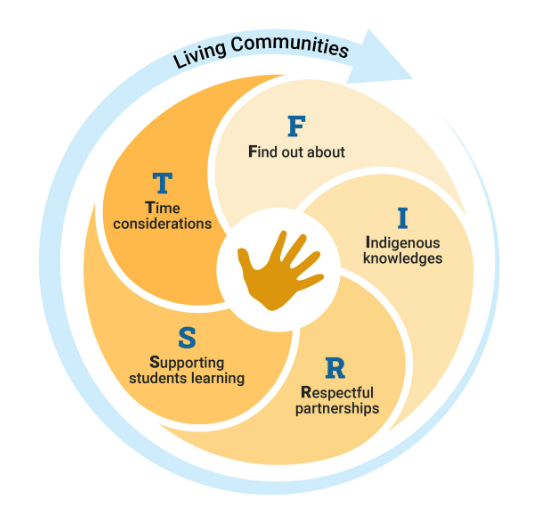 Living Communities
F
Find out about
I
Indigenous
knowledges
R
Respectful
partnerships
S
Supporting
students learning
T
Time
considerations